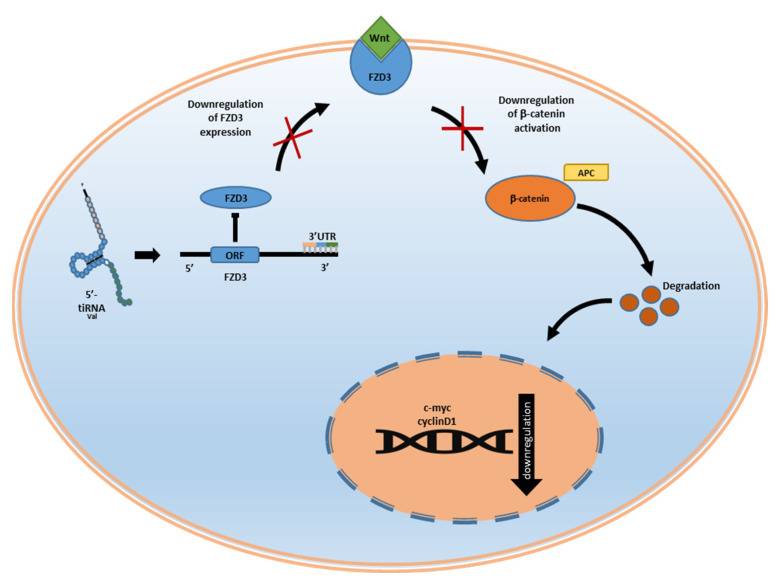 Wnt
FZD3
Downregulation
of FZD3
expression
Downregulation
of β-catenin
activation
APC
β-catenin
FZD3
3'UTR
ORF
5'
3'
FZD3
5'-
tiRNA
Val
Degradation
c-myc
cyclinD1
downregulation